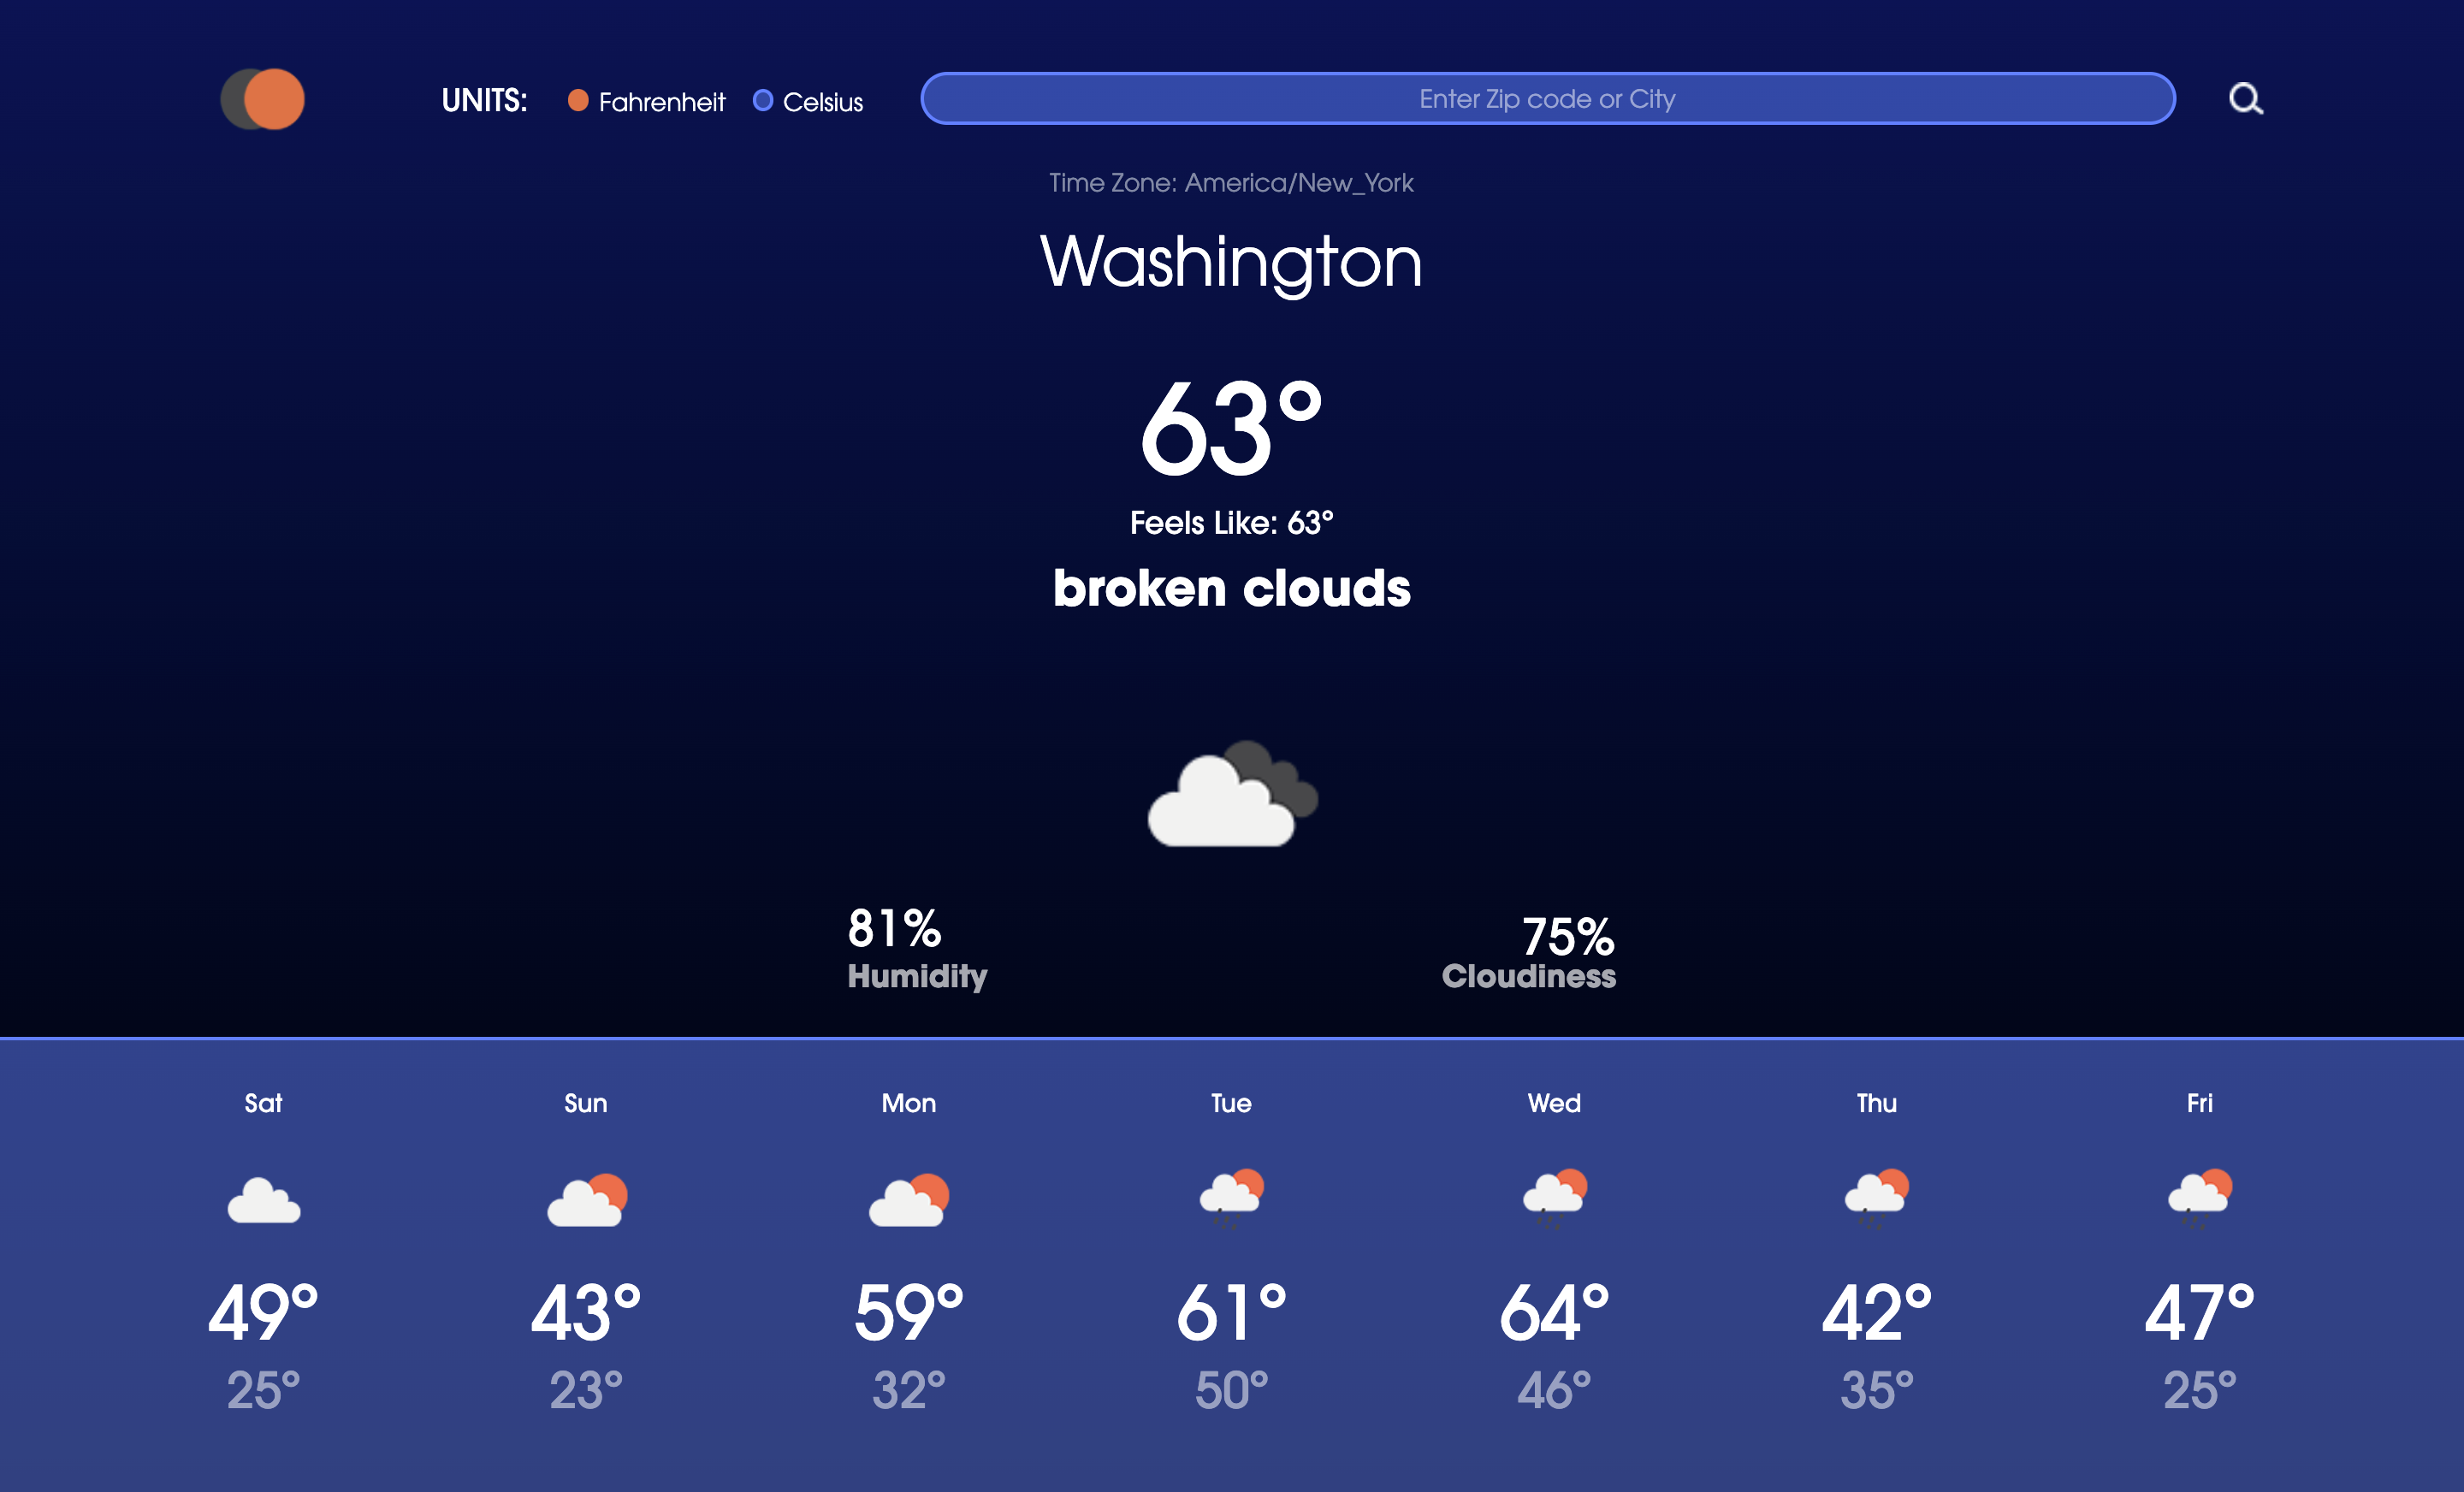 UNITS: Fahrenheit Celsius Enter Zip code or City
Time Zone: America/New_York
Washington
63°
Feels Like: 63°
broken clouds
81% 75%
Humidity Cloudiness
Sat Sun Mon Tue Wed Thu Fri
49° 43° 59° 61° 64° 42° 47°
25° 23° 32° 50° 46° 35° 25°